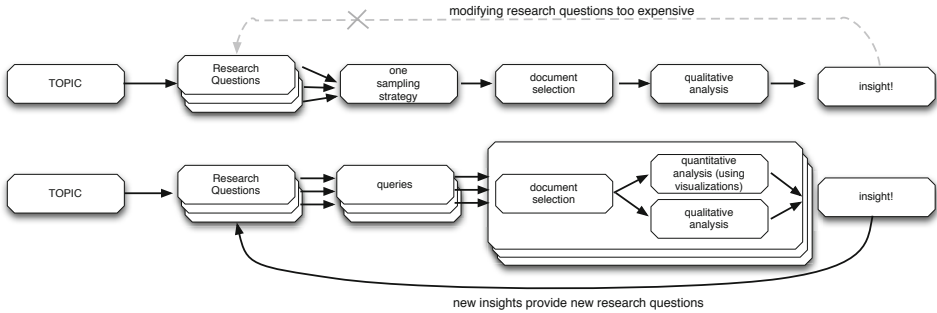 modifying research questions too expensive
TOPIC
Research
Questions
one
sampling
strategy
document
selection
qualitative
analysis
insight!
TOPIC
Research
Questions
queries
document
selection
quantitative
analysis (using
visualizations)
qualitative
analysis
insight!
new insights provide new research questions